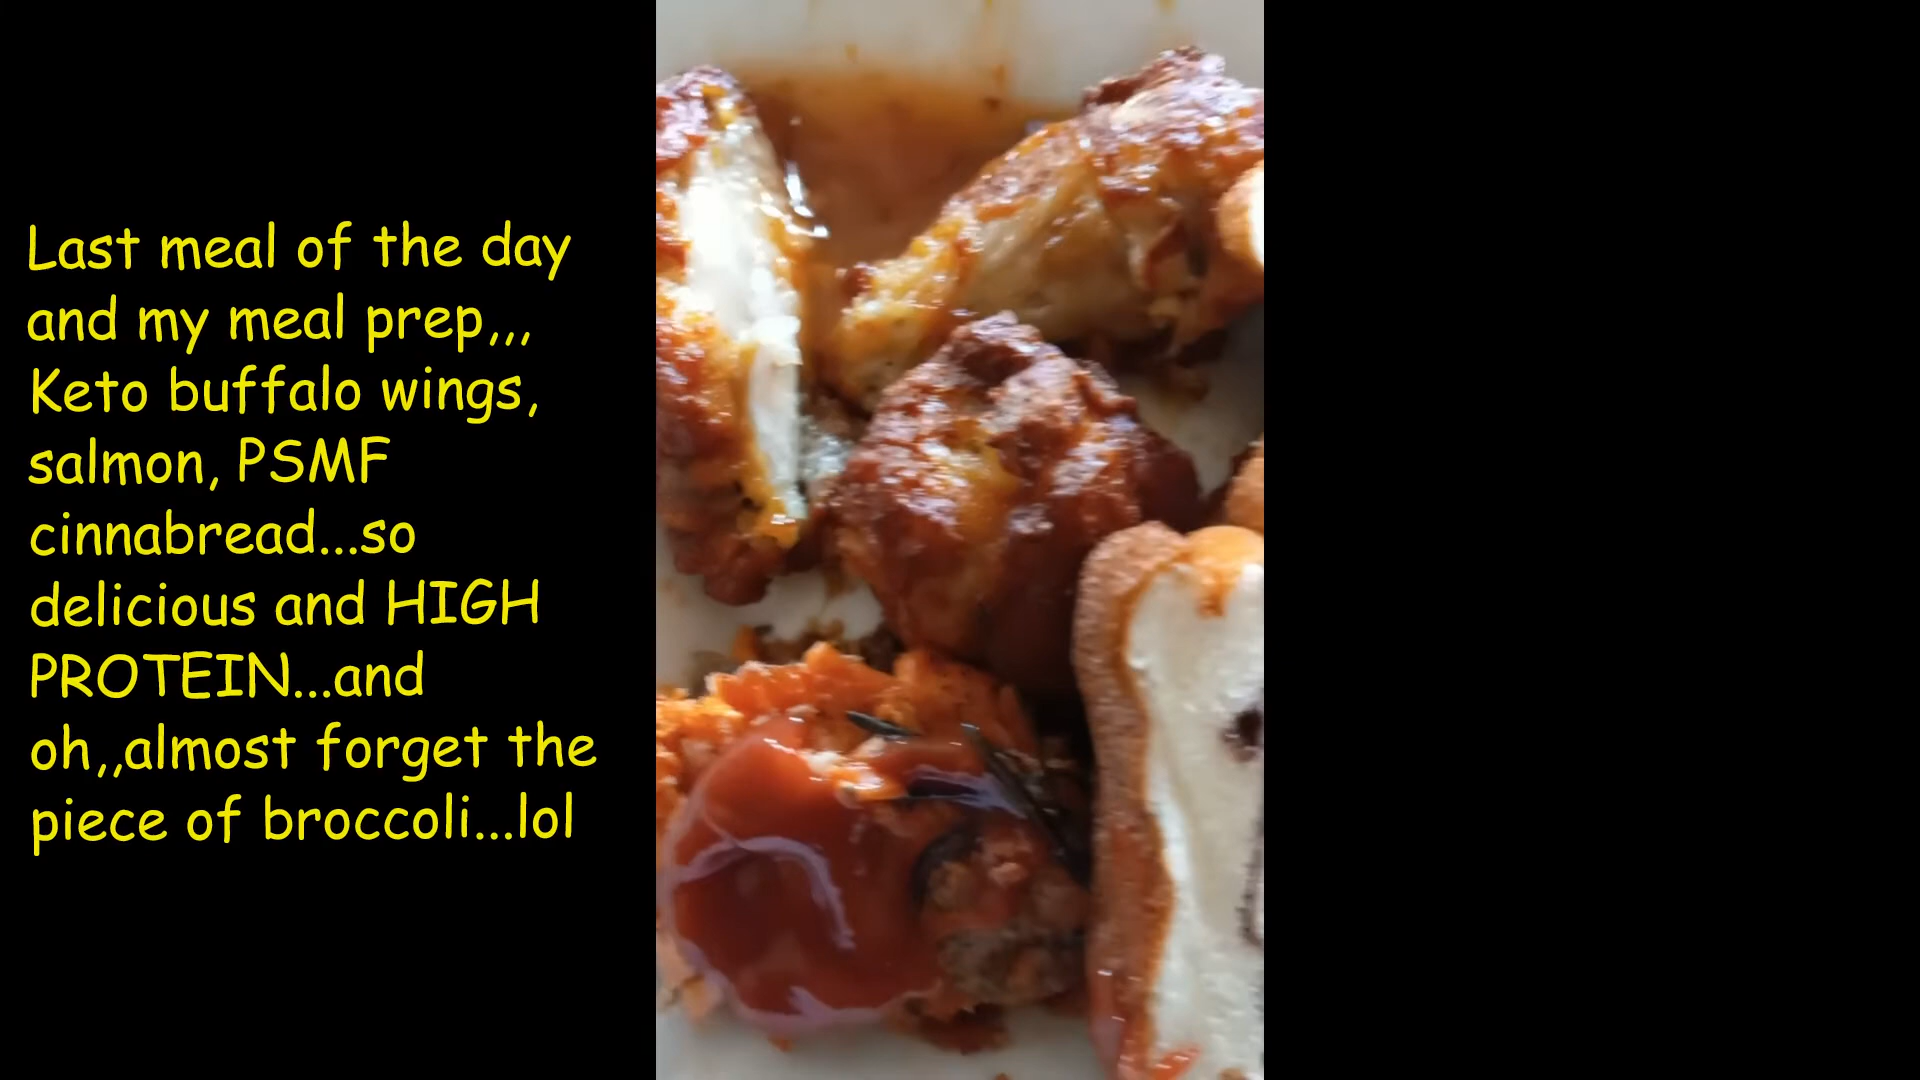 Last meal of the day
and my meal prep,,,
Keto buffalo wings,
salmon, PSMF
cinnabread...so
delicious and HIGH
PROTEIN...and
oh,,almost forget the
piece of broccoli...lol